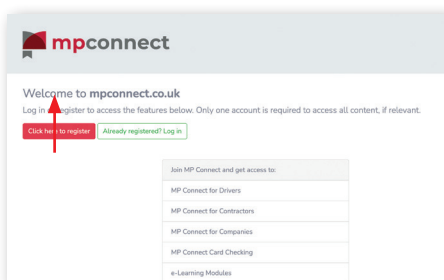 mpconnect
Welcome to mpconnect.co.uk
Log in or register to access the features below. Only one account is required to access all content, if relevant.
Click here to register
Already registered? Log in
Join MP Connect and get access to:
MP Connect for Drivers
MP Connect for Contractors
MP Connect for Companies
MP Connect Card Checking
e-Learning Modules